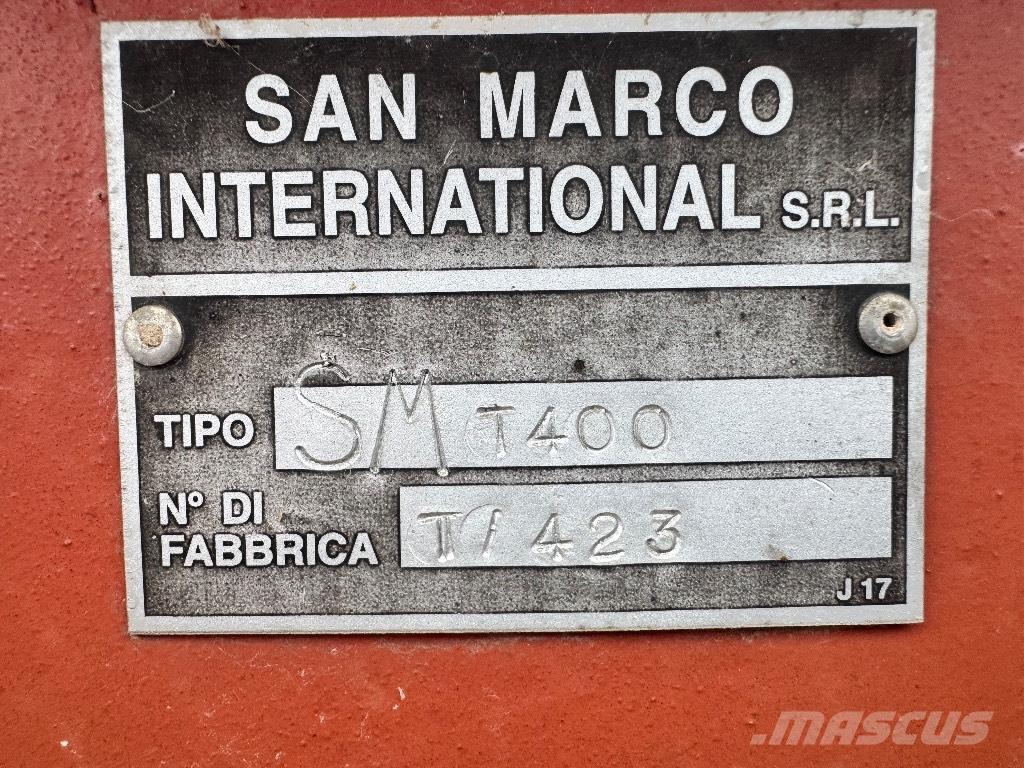 SAN MARCO
INTERNATIONAL S.R.L.
TIPO SM T400
N° DI
FABBRICA T/423
J 17
MASCUS